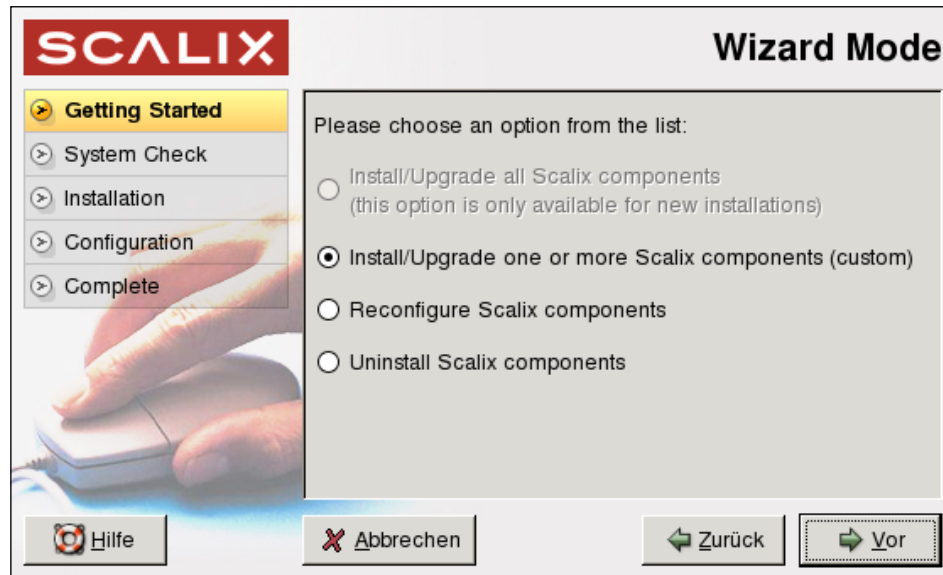 SCALIX
Wizard Mode
Getting Started
System Check
Installation
Configuration
Complete
Please choose an option from the list:
Install/Upgrade all Scalix components
(this option is only available for new installations)
Install/Upgrade one or more Scalix components (custom)
Reconfigure Scalix components
Uninstall Scalix components
Hilfe
Abbrechen
Zurück
Vor